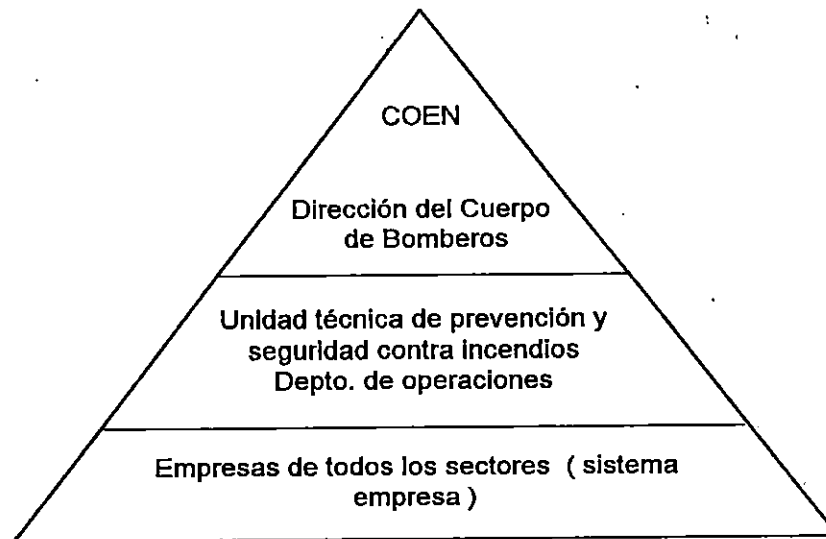 COEN
Dirección del Cuerpo
de Bomberos
Unidad técnica de prevención y
seguridad contra incendios
Depto. de operaciones
Empresas de todos los sectores ( sistema
empresa )